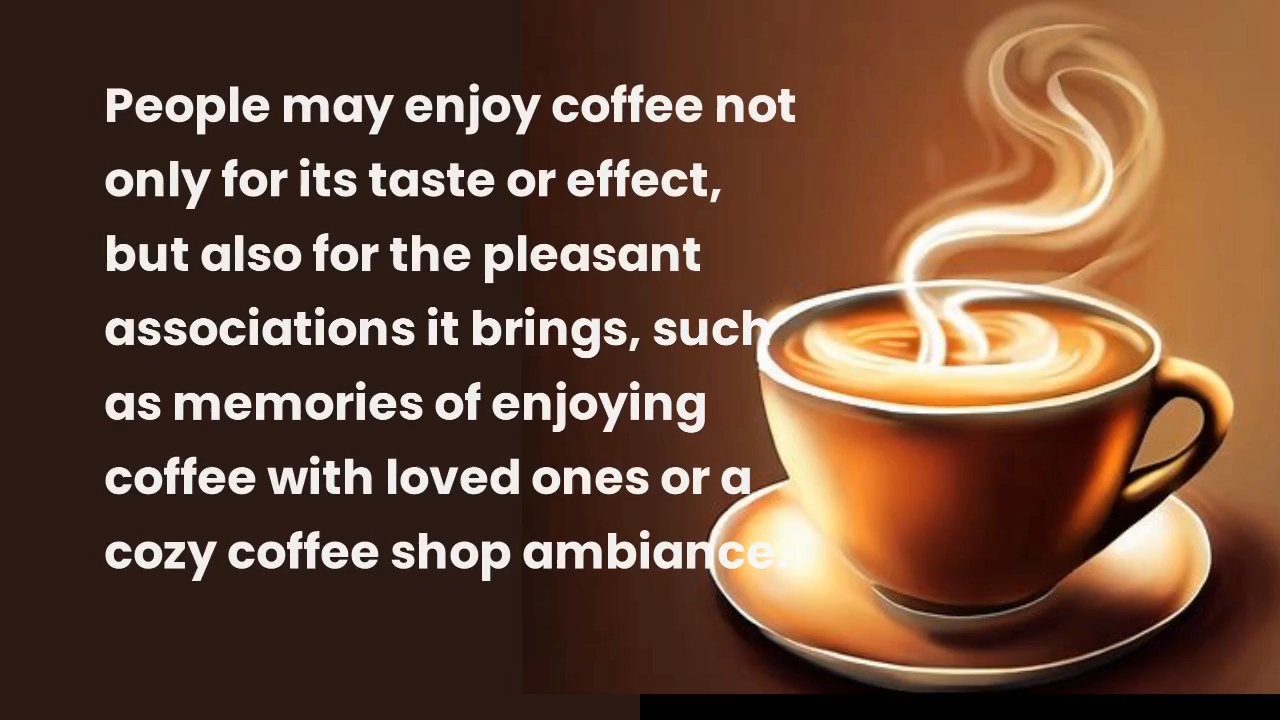 People may enjoy coffee not
only for its taste or effect,
but also for the pleasant
associations it brings, such
as memories of enjoying
coffee with loved ones or a
cozy coffee shop ambiance.